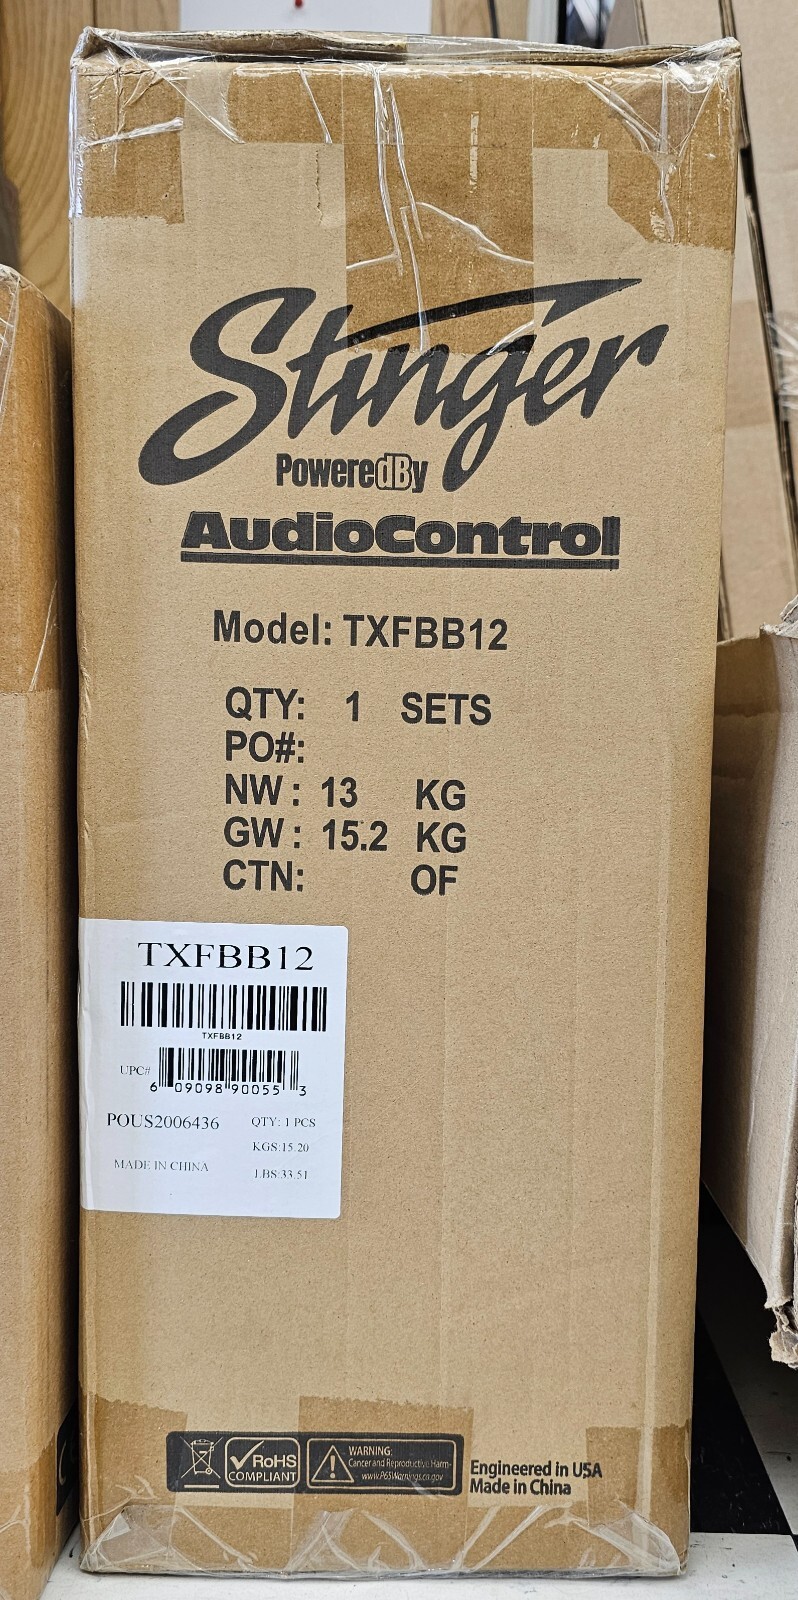 Stinger
PoweredBy
AudioControl
Model: TXFBB12
QTY: 1 SETS
PO#:
NW : 13 KG
GW : 15.2 KG
CTN: OF
TXFBB12
TXFBB12
UPC# 6 09098 90055 3
POUS2006436 QTY: 1 PCS
KGS:15.20
MADE IN CHINA LBS:33.51
RoHS
COMPLIANT
WARNING:
Cancer and Reproductive Harm-
www.P65Warnings.ca.gov
Engineered in USA
Made in China